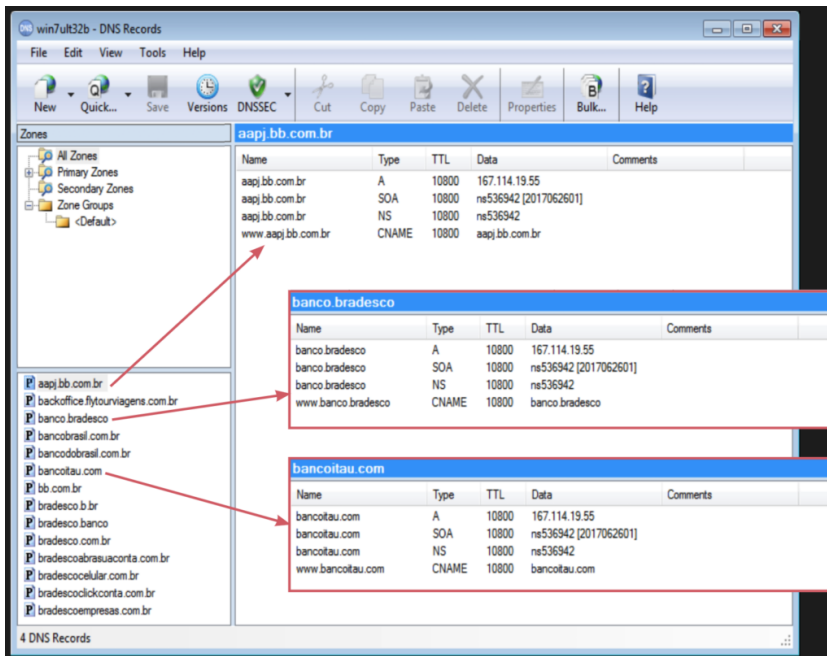 DNS win7ult32b - DNS Records
File Edit View Tools Help
New Quick... Save Versions DNSSEC Cut Copy Paste Delete Properties Bulk... Help
Zones
All Zones
Primary Zones
Secondary Zones
Zone Groups
<Default>
aapj.bb.com.br
Name Type TTL Data Comments
aapj.bb.com.br A 10800 167.114.19.55
aapj.bb.com.br SOA 10800 ns536942 [2017062601]
aapj.bb.com.br NS 10800 ns536942
www.aapj.bb.com.br CNAME 10800 aapj.bb.com.br
banco.bradesco
Name Type TTL Data Comments
banco.bradesco A 10800 167.114.19.55
banco.bradesco SOA 10800 ns536942 [2017062601]
banco.bradesco NS 10800 ns536942
www.banco.bradesco CNAME 10800 banco.bradesco
bancoitau.com
Name Type TTL Data Comments
bancoitau.com A 10800 167.114.19.55
bancoitau.com SOA 10800 ns536942 [2017062601]
bancoitau.com NS 10800 ns536942
www.bancoitau.com CNAME 10800 bancoitau.com
P aapj.bb.com.br
P backoffice.flytourviagens.com.br
P banco.bradesco
P bancobrasil.com.br
P bancodobrasil.com.br
P bancoitau.com
P bb.com.br
P bradesco.b.br
P bradesco.banco
P bradesco.com.br
P bradescoabrasuaconta.com.br
P bradescocelular.com.br
P bradescoclickconta.com.br
P bradescoempresas.com.br
4 DNS Records